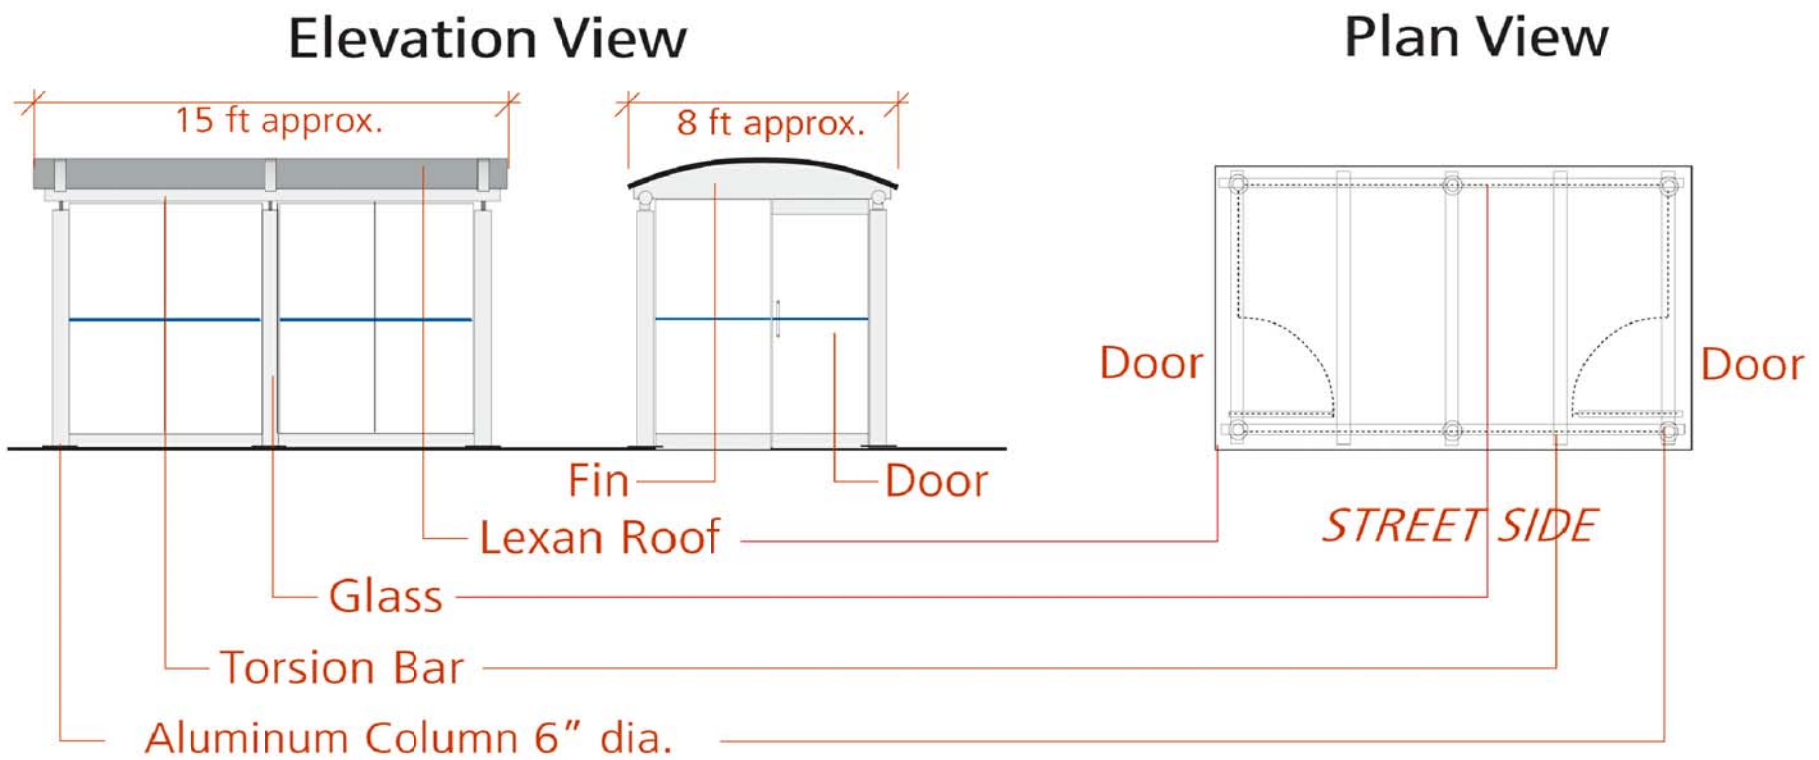 Elevation View
Plan View
15 ft approx.
8 ft approx.
Door
Door
Fin
Door
STREET SIDE
Lexan Roof
Glass
Torsion Bar
Aluminum Column 6” dia.